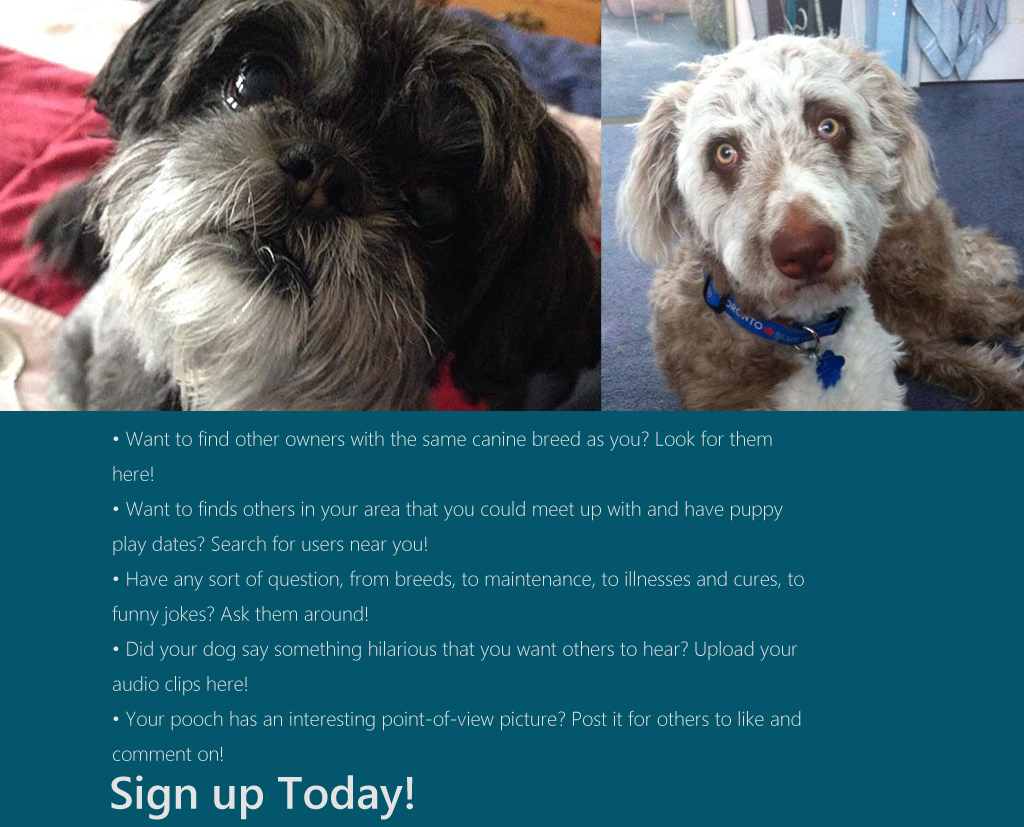 ORONTO
• Want to find other owners with the same canine breed as you? Look for them
here!
• Want to finds others in your area that you could meet up with and have puppy
play dates? Search for users near you!
• Have any sort of question, from breeds, to maintenance, to illnesses and cures, to
funny jokes? Ask them around!
• Did your dog say something hilarious that you want others to hear? Upload your
audio clips here!
• Your pooch has an interesting point-of-view picture? Post it for others to like and
comment on!
Sign up Today!